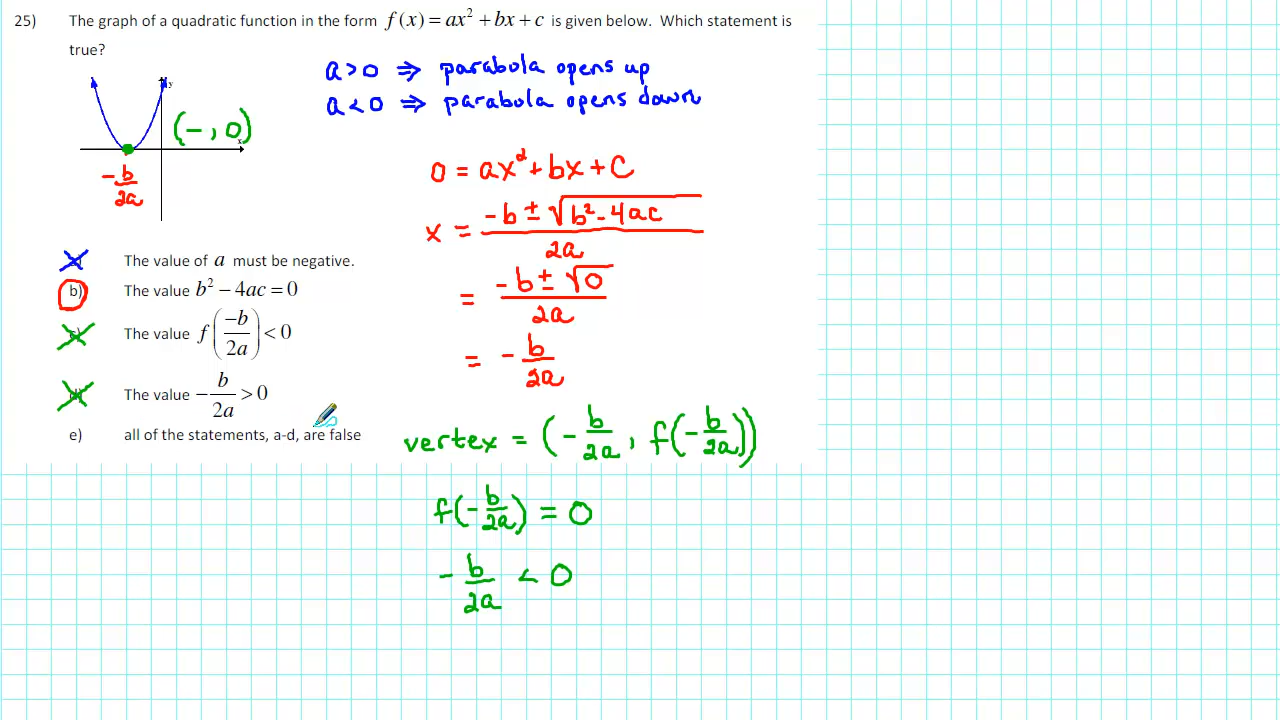 25) The graph of a quadratic function in the form f(x) = ax² + bx + c is given below. Which statement is
true?
a > 0 ⇒ parabola opens up
a < 0 ⇒ parabola opens down
y
(-, 0)
x
-b/2a
0 = ax² + bx + c
x = (-b ± √(b² - 4ac))/2a
= (-b ± √0)/2a
= -b/2a
The value of a must be negative.
b) The value b² - 4ac = 0
The value f(-b/2a) < 0
The value -b/2a > 0
e) all of the statements, a-d, are false
vertex = (-b/2a, f(-b/2a))
f(-b/2a) = 0
-b/2a < 0